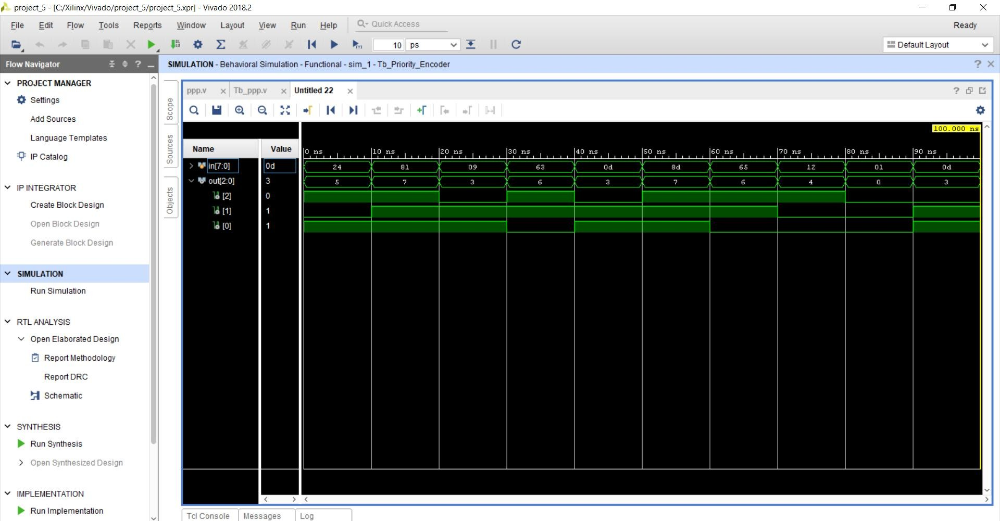 project_5 - [C:/Xilinx/Vivado/project_5/project_5.xpr] - Vivado 2018.2
File Edit Flow Tools Reports Window Layout View Run Help Quick Access Ready
10 ps Default Layout
Flow Navigator
SIMULATION - Behavioral Simulation - Functional - sim_1 - Tb_Priority_Encoder
PROJECT MANAGER
Settings
Add Sources
Language Templates
IP Catalog
IP INTEGRATOR
Create Block Design
Open Block Design
Generate Block Design
SIMULATION
Run Simulation
RTL ANALYSIS
Open Elaborated Design
Report Methodology
Report DRC
Schematic
SYNTHESIS
Run Synthesis
Open Synthesized Design
IMPLEMENTATION
Run Implementation
Scope
Sources
Objects
ppp.v Tb_ppp.v Untitled 22
100.000 ns
Name Value 0 ns 10 ns 20 ns 30 ns 40 ns 50 ns 60 ns 70 ns 80 ns 90 ns
in[7:0] 0d 24 81 09 63 0d 8d 65 12 01 0d
out[2:0] 3 5 7 3 6 3 7 6 4 0 3
[2] 0
[1] 1
[0] 1
Tcl Console Messages Log